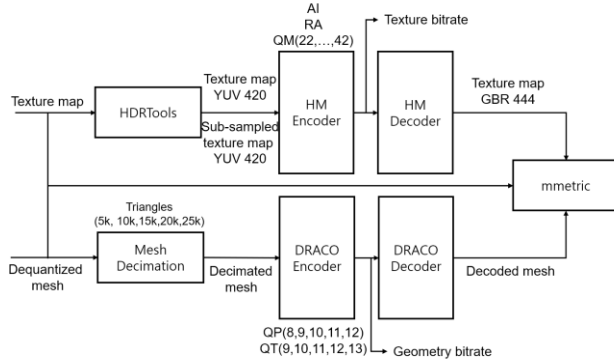 AI
RA
QM(22,...,42)
Texture bitrate
Texture map
HDRTools
Texture map
YUV 420
Sub-sampled
texture map
YUV 420
HM
Encoder
HM
Decoder
Texture map
GBR 444
mmetric
Triangles
(5k, 10k,15k,20k,25k)
Dequantized
mesh
Mesh
Decimation
Decimated
mesh
DRACO
Encoder
DRACO
Decoder
Decoded mesh
QP(8,9,10,11,12)
QT(9,10,11,12,13)
Geometry bitrate